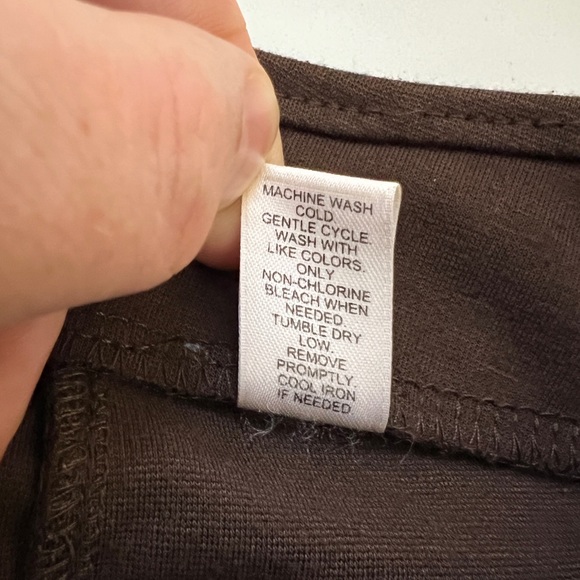 MACHINE WASH
COLD.
GENTLE CYCLE.
WASH WITH
LIKE COLORS.
ONLY
NON-CHLORINE
BLEACH WHEN
NEEDED.
TUMBLE DRY
LOW.
REMOVE
PROMPTLY.
COOL IRON
IF NEEDED